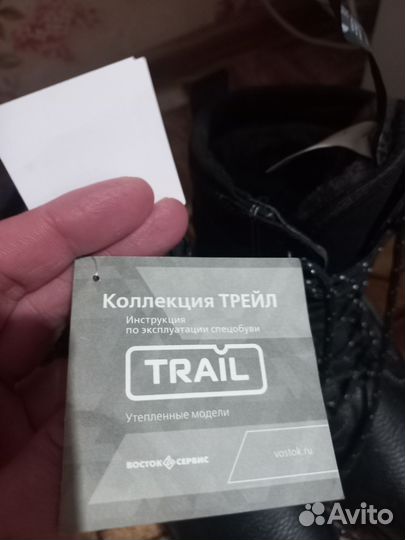 Коллекция ТРЕЙЛ
Инструкция
по эксплуатации спецобуви
TRAIL
Утепленные модели
ВОСТОК СЕРВИС
vostok.ru
Avito